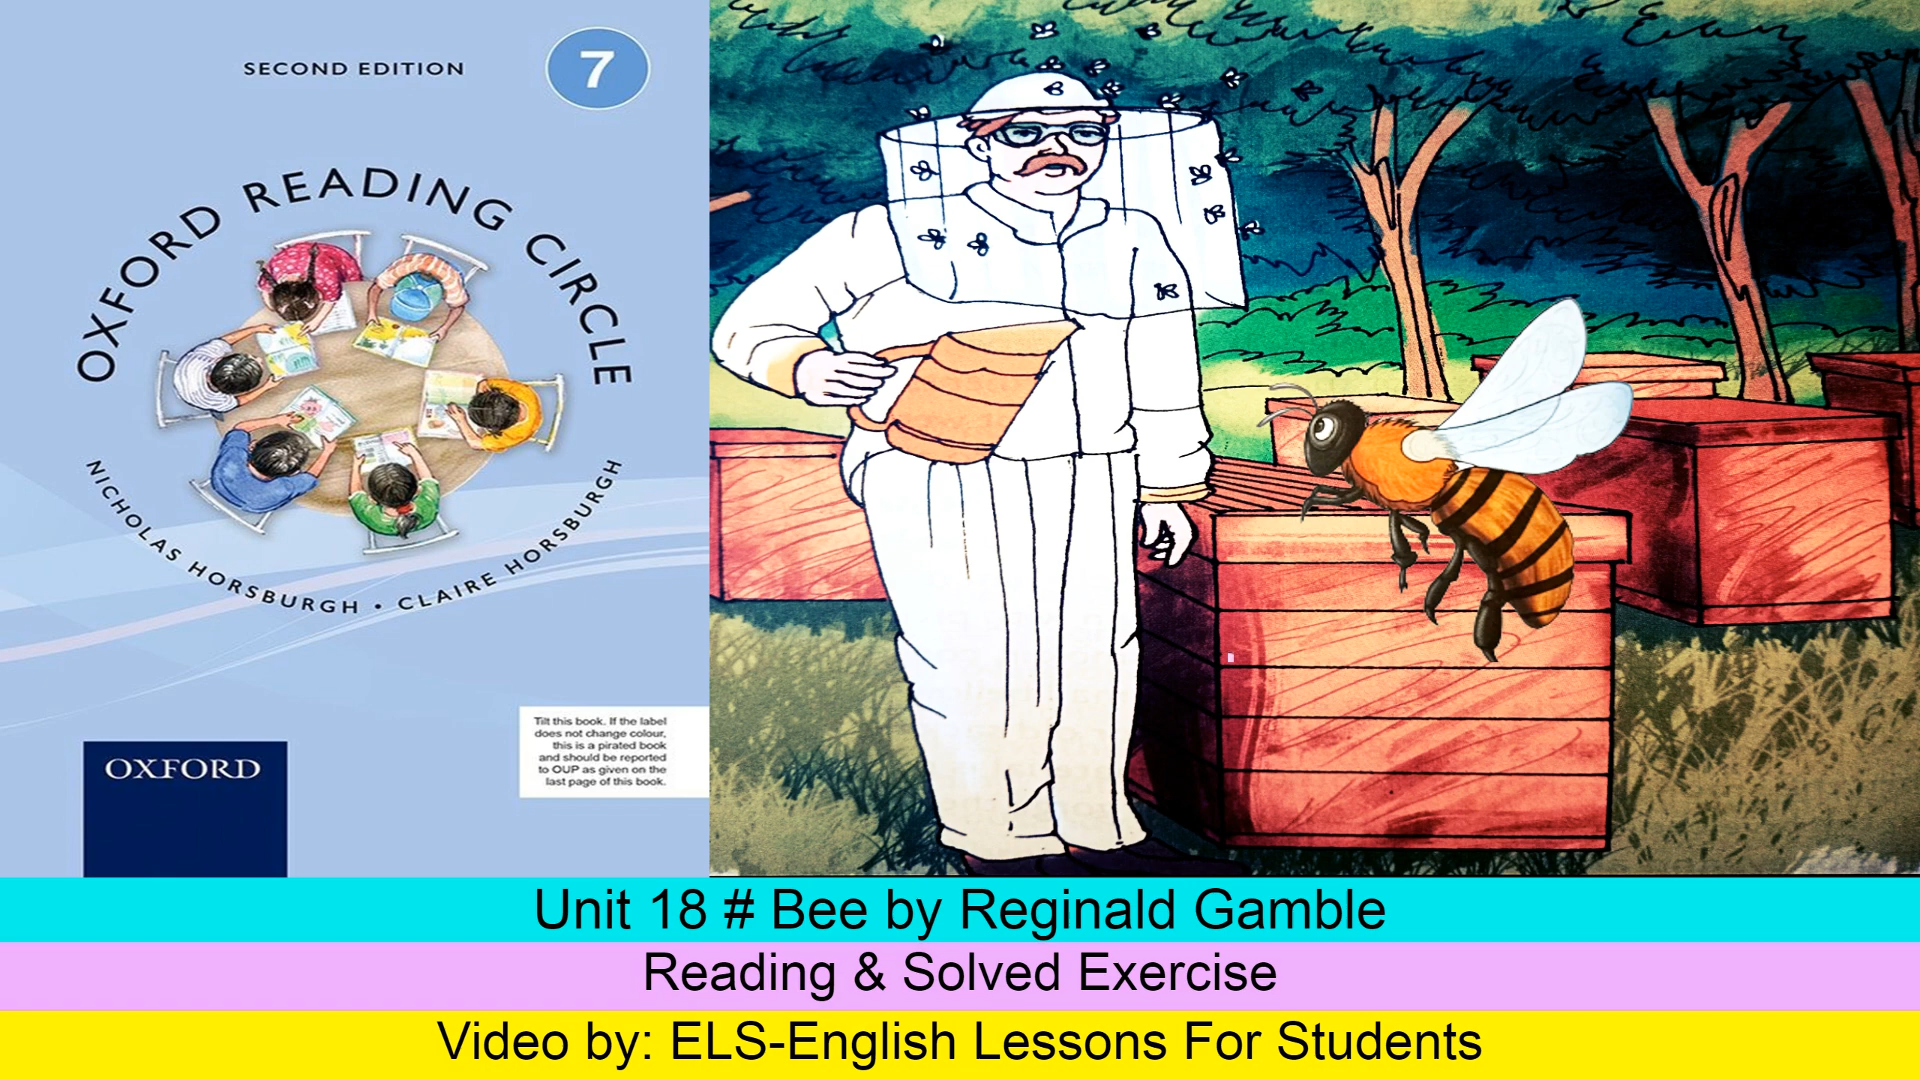 SECOND EDITION
7
OXFORD READING CIRCLE
NICHOLAS HORSBURGH • CLAIRE HORSBURGH
Tilt this book. If the label
does not change colour,
this is a pirated book
and should be reported
to OUP as given on the
last page of this book.
OXFORD
Unit 18 # Bee by Reginald Gamble
Reading & Solved Exercise
Video by: ELS-English Lessons For Students